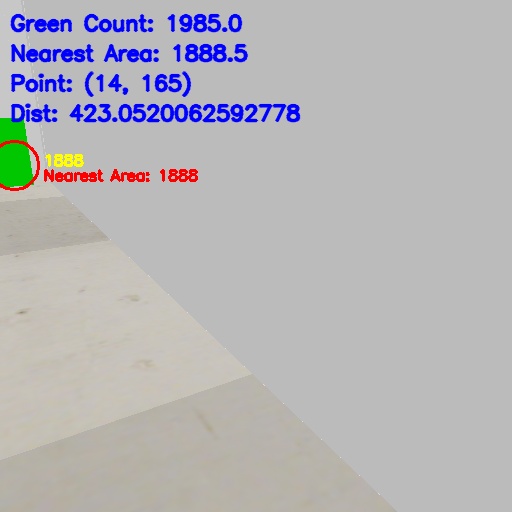 Green Count: 1985.0
Nearest Area: 1888.5
Point: (14, 165)
Dist: 423.0520062592778
1888
Nearest Area: 1888